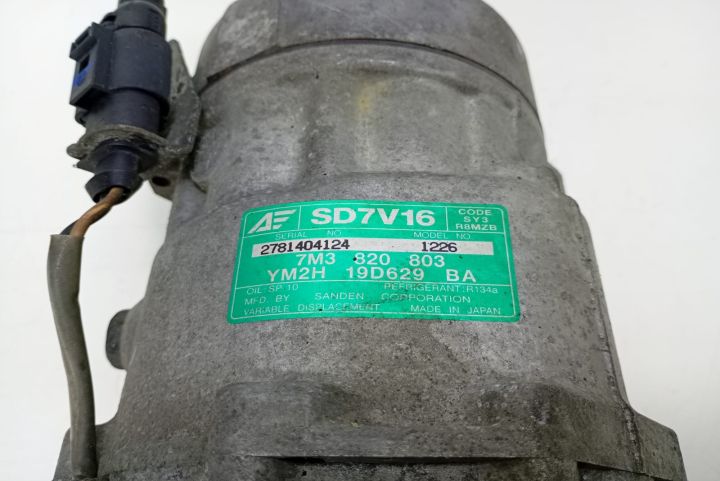 AE SD7V16 CODE
SY3
R8MZB
SERIAL NO. MODEL NO.
2781404124 1226
7M3 820 803
YM2H 19D629 BA
OIL SP 10 REFRIGERANT:R134a
MFD. BY SANDEN CORPORATION
VARIABLE DISPLACEMENT MADE IN JAPAN